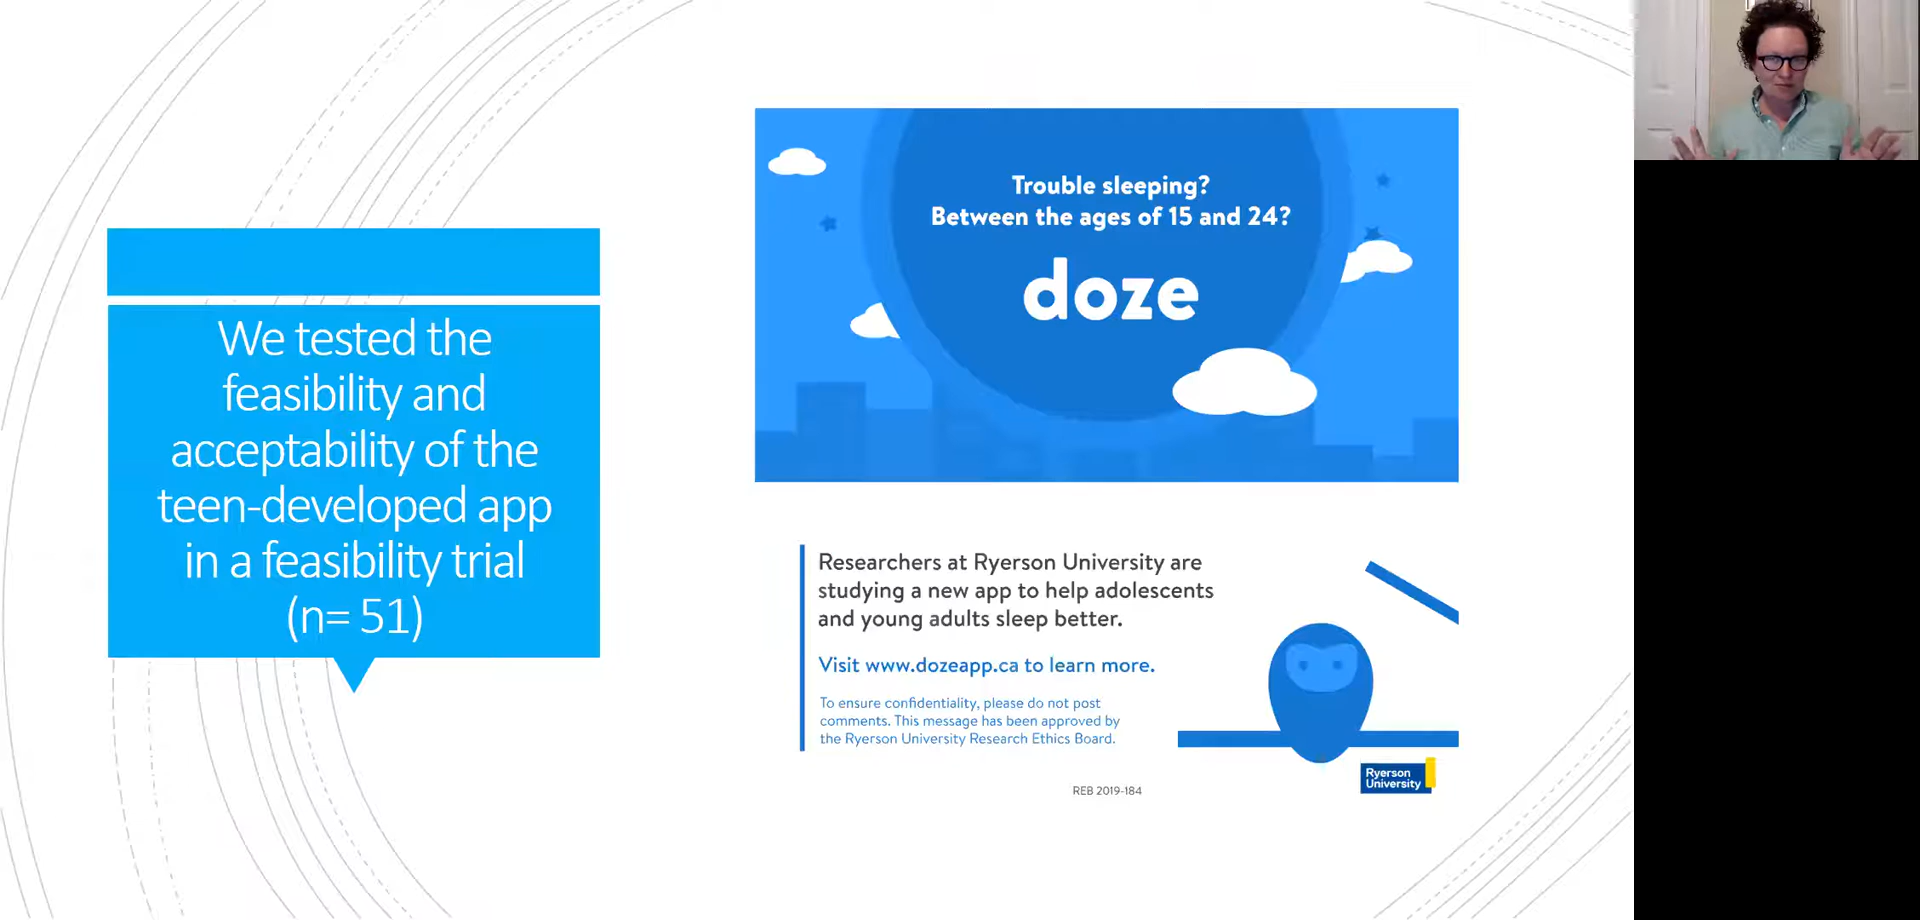 We tested the
feasibility and
acceptability of the
teen-developed app
in a feasibility trial
(n= 51)
Trouble sleeping?
Between the ages of 15 and 24?
doze
Researchers at Ryerson University are
studying a new app to help adolescents
and young adults sleep better.
Visit www.dozeapp.ca to learn more.
To ensure confidentiality, please do not post
comments. This message has been approved by
the Ryerson University Research Ethics Board.
Ryerson
University
REB 2019-184